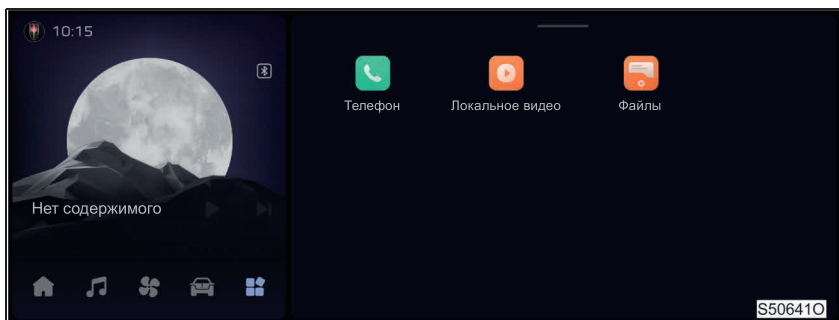 10:15
Телефон
Локальное видео
Файлы
Нет содержимого
S50641O